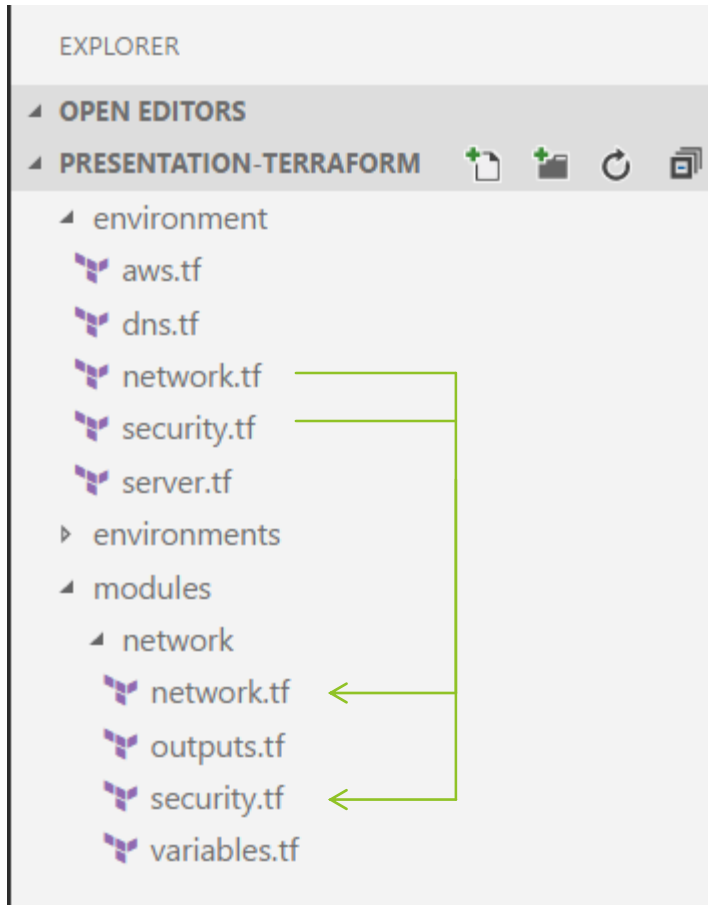 EXPLORER
OPEN EDITORS
PRESENTATION-TERRAFORM
environment
aws.tf
dns.tf
network.tf
security.tf
server.tf
environments
modules
network
network.tf
outputs.tf
security.tf
variables.tf